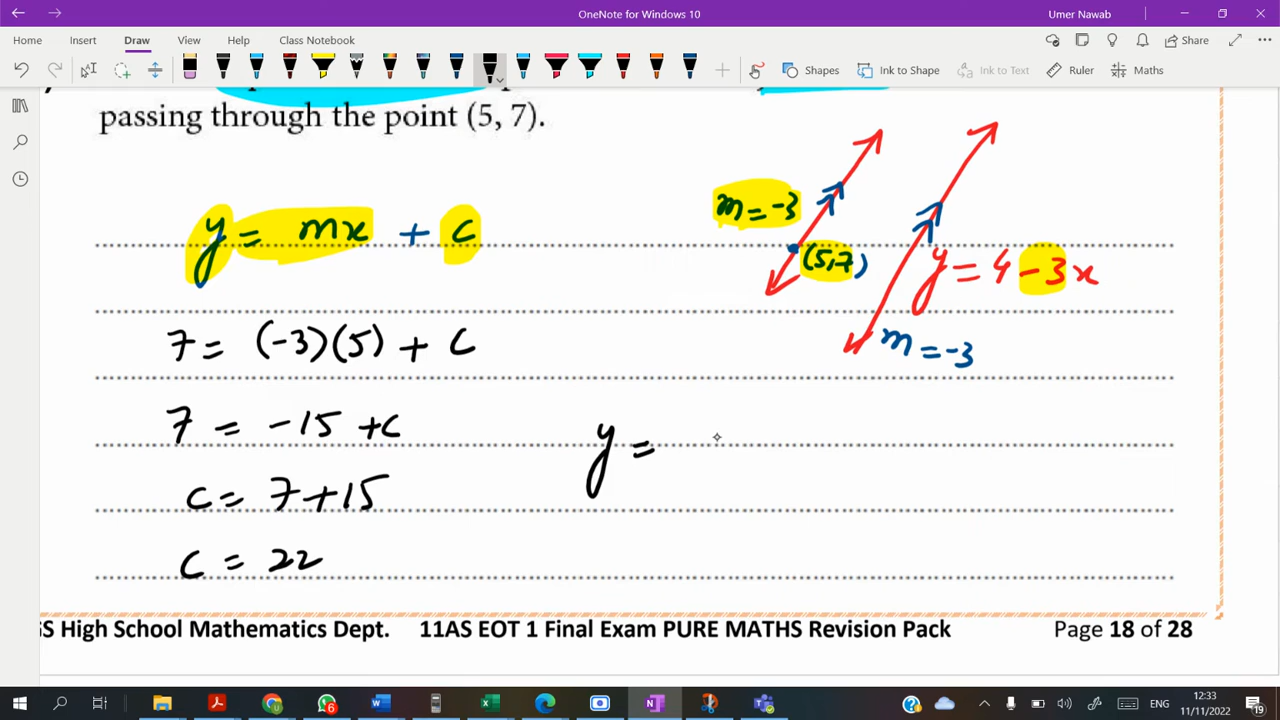 OneNote for Windows 10
Umer Nawab
Home Insert Draw View Help Class Notebook
Share
Shapes Ink to Shape Ink to Text Ruler Maths
passing through the point (5, 7).
y = mx + c
m = -3
(5,7)
y = 4 - 3x
m = -3
7 = (-3)(5) + c
7 = -15 + c
c = 7 + 15
c = 22
y =
GS High School Mathematics Dept. 11AS EOT 1 Final Exam PURE MATHS Revision Pack Page 18 of 28
6
ENG
12:33
11/11/2022
19